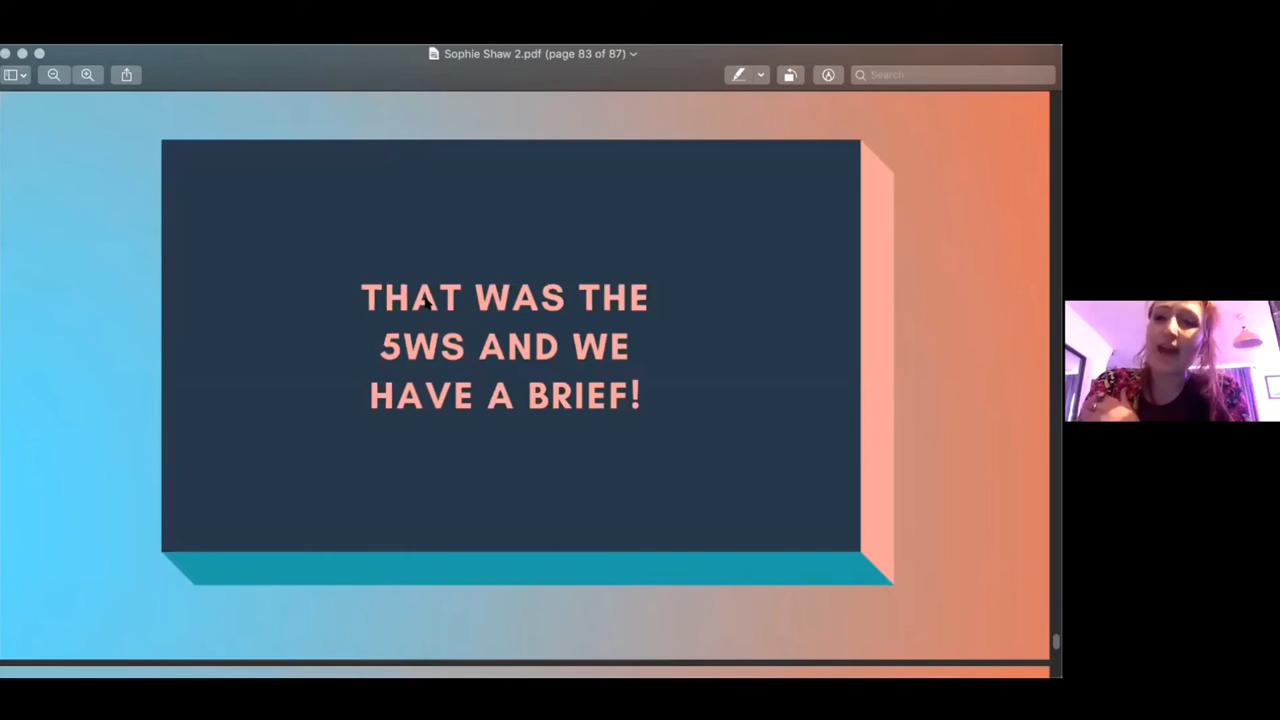 Sophie Shaw 2.pdf (page 83 of 87)
Search
THAT WAS THE
5WS AND WE
HAVE A BRIEF!